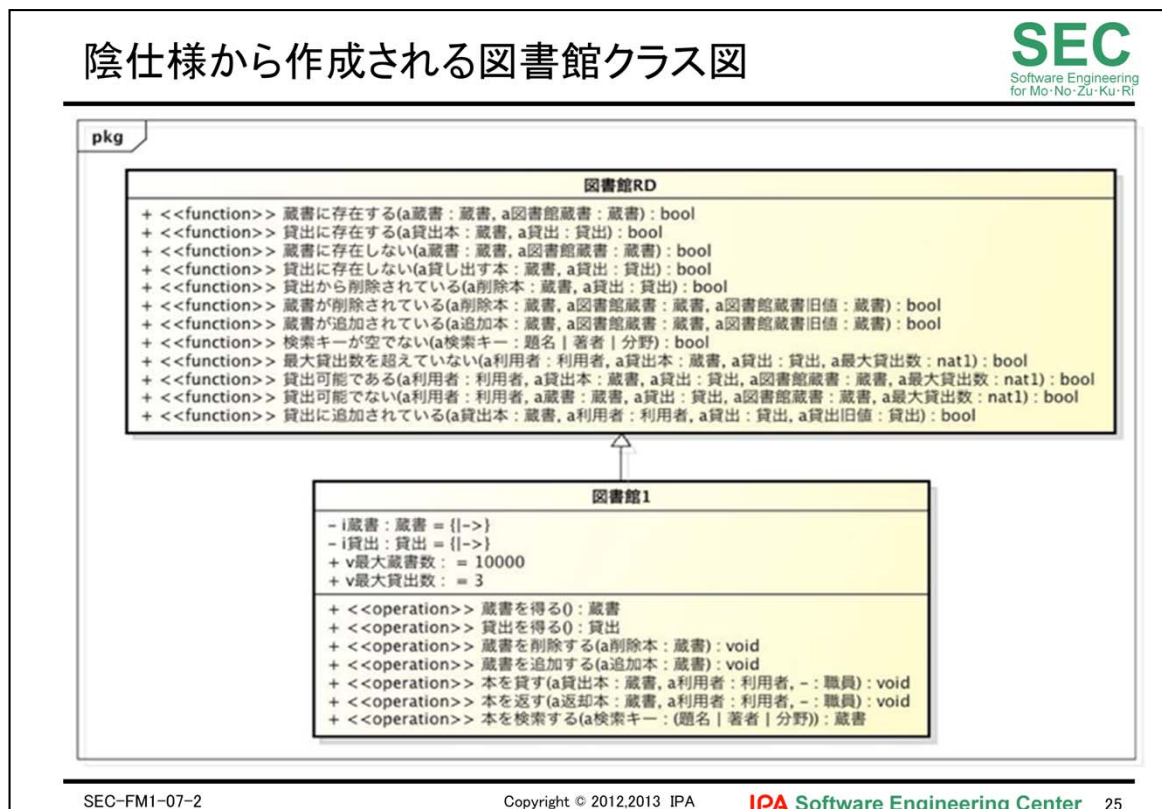 陰仕様から作成される図書館クラス図
SEC
Software Engineering
for Mo･No･Zu･Ku･Ri
pkg
図書館RD
+ <<function>> 蔵書に存在する(a蔵書 : 蔵書, a図書館蔵書 : 蔵書) : bool
+ <<function>> 貸出に存在する(a貸出本 : 蔵書, a貸出 : 貸出) : bool
+ <<function>> 蔵書に存在しない(a蔵書 : 蔵書, a図書館蔵書 : 蔵書) : bool
+ <<function>> 貸出に存在しない(a貸し出す本 : 蔵書, a貸出 : 貸出) : bool
+ <<function>> 貸出から削除されている(a削除本 : 蔵書, a貸出 : 貸出) : bool
+ <<function>> 蔵書が削除されている(a削除本 : 蔵書, a図書館蔵書 : 蔵書, a図書館蔵書旧値 : 蔵書) : bool
+ <<function>> 蔵書が追加されている(a追加本 : 蔵書, a図書館蔵書 : 蔵書, a図書館蔵書旧値 : 蔵書) : bool
+ <<function>> 検索キーが空でない(a検索キー : 題名 | 著者 | 分野) : bool
+ <<function>> 最大貸出数を超えていない(a利用者 : 利用者, a貸出本 : 蔵書, a貸出 : 貸出, a最大貸出数 : nat1) : bool
+ <<function>> 貸出可能である(a利用者 : 利用者, a貸出本 : 蔵書, a貸出 : 貸出, a図書館蔵書 : 蔵書, a最大貸出数 : nat1) : bool
+ <<function>> 貸出可能でない(a利用者 : 利用者, a蔵書 : 蔵書, a貸出 : 貸出, a図書館蔵書 : 蔵書, a最大貸出数 : nat1) : bool
+ <<function>> 貸出に追加されている(a貸出本 : 蔵書, a利用者 : 利用者, a貸出 : 貸出, a貸出旧値 : 貸出) : bool
図書館1
- i蔵書 : 蔵書 = {|->}
- i貸出 : 貸出 = {|->}
+ v最大蔵書数 : = 10000
+ v最大貸出数 : = 3
+ <<operation>> 蔵書を得る() : 蔵書
+ <<operation>> 貸出を得る() : 貸出
+ <<operation>> 蔵書を削除する(a削除本 : 蔵書) : void
+ <<operation>> 蔵書を追加する(a追加本 : 蔵書) : void
+ <<operation>> 本を貸す(a貸出本 : 蔵書, a利用者 : 利用者, - : 職員) : void
+ <<operation>> 本を返す(a返却本 : 蔵書, a利用者 : 利用者, - : 職員) : void
+ <<operation>> 本を検索する(a検索キー : (題名 | 著者 | 分野)) : 蔵書
SEC-FM1-07-2
Copyright © 2012,2013 IPA
IPA Software Engineering Center 25